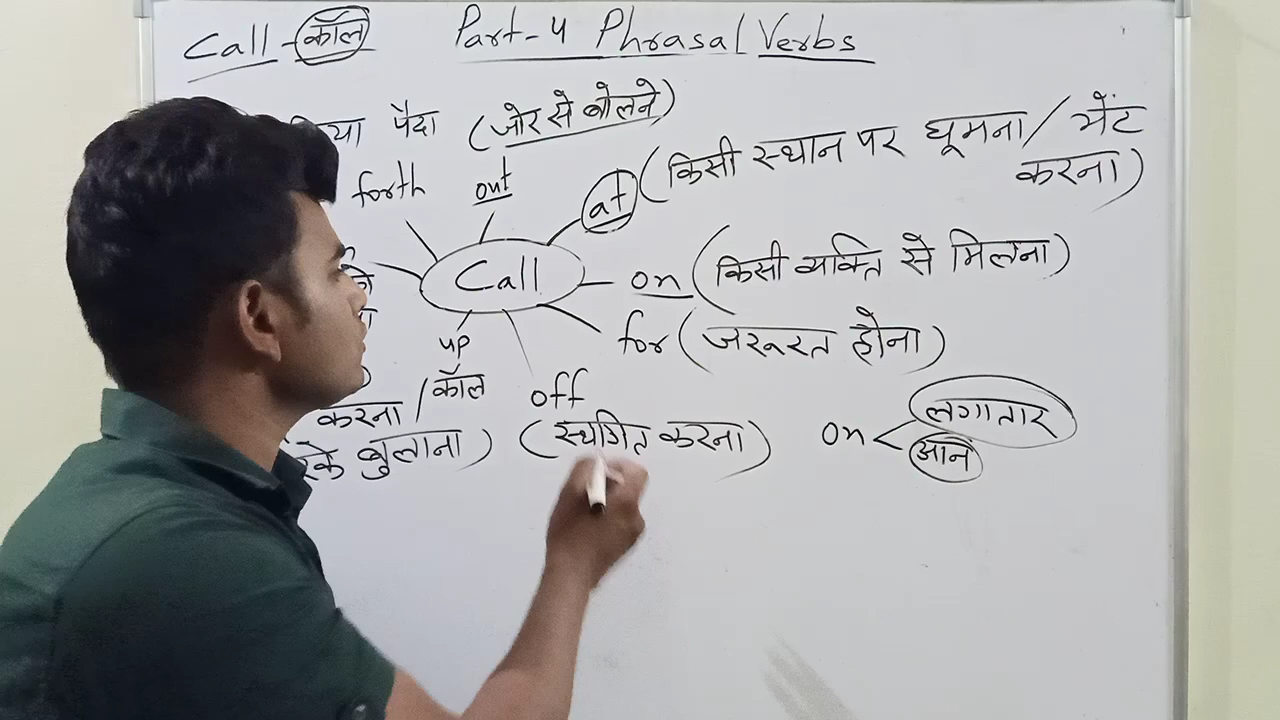 Call - कॉल Part-4 Phrasal Verbs
पैदा (जोर से बोलने)
forth out at (किसी स्थान पर घूमना / भेंट
करना)
Call on (किसी व्यक्ति से मिलना)
for (जरूरत होना)
up
करना / कॉल off
बुलाना) (स्थगित करना) on लगातार
ऑन